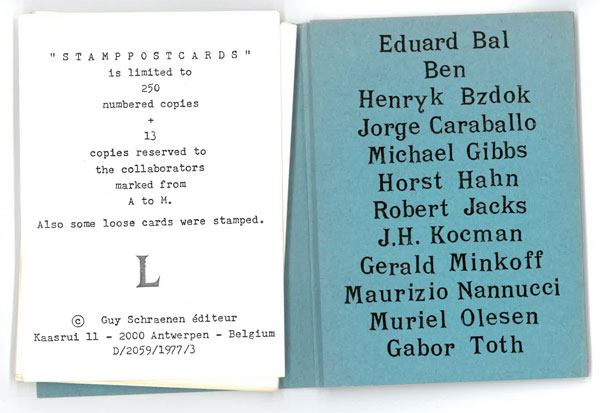 "STAMPPOSTCARDS"
is limited to
250
numbered copies
+
13
copies reserved to
the collaborators
marked from
A to M.
Also some loose cards were stamped.
L
© Guy Schraenen éditeur
Kaasrui 11 - 2000 Antwerpen - Belgium
D/2059/1977/3
Eduard Bal
Ben
Henryk Bzdok
Jorge Caraballo
Michael Gibbs
Horst Hahn
Robert Jacks
J.H. Kocman
Gerald Minkoff
Maurizio Nannucci
Muriel Olesen
Gabor Toth